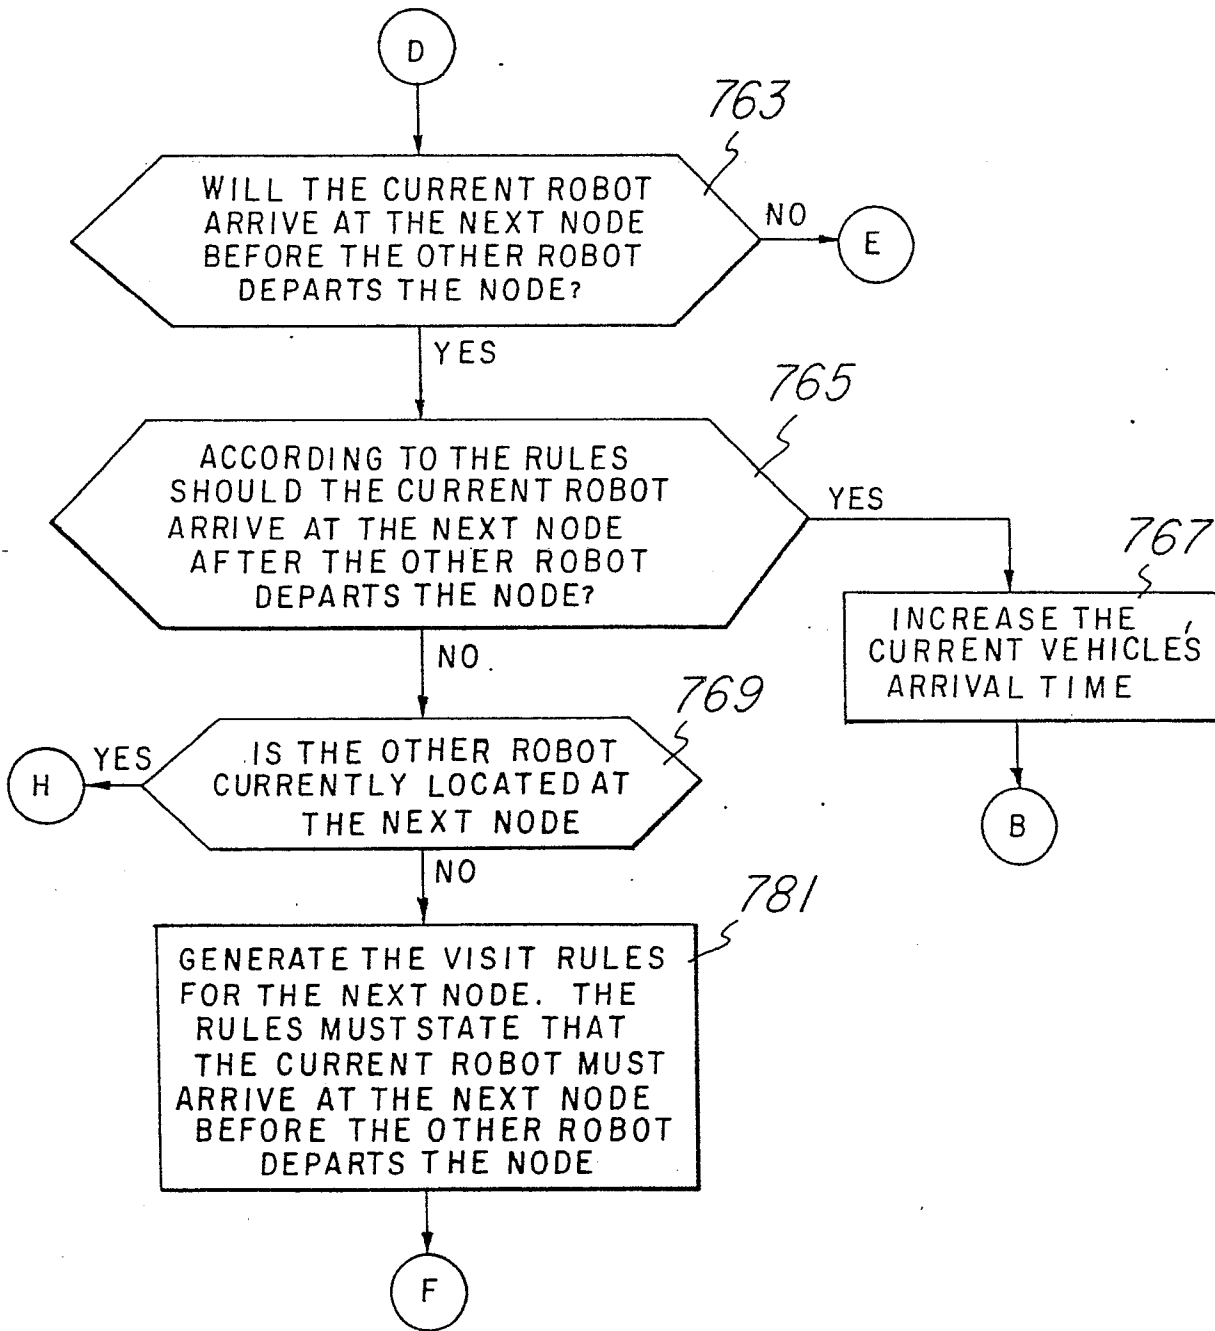 D
763
WILL THE CURRENT ROBOT
ARRIVE AT THE NEXT NODE
BEFORE THE OTHER ROBOT
DEPARTS THE NODE?
NO
E
YES
765
ACCORDING TO THE RULES
SHOULD THE CURRENT ROBOT
ARRIVE AT THE NEXT NODE
AFTER THE OTHER ROBOT
DEPARTS THE NODE?
YES
767
INCREASE THE
CURRENT VEHICLE'S
ARRIVAL TIME
B
NO
769
IS THE OTHER ROBOT
CURRENTLY LOCATED AT
THE NEXT NODE
YES
H
NO
781
GENERATE THE VISIT RULES
FOR THE NEXT NODE. THE
RULES MUST STATE THAT
THE CURRENT ROBOT MUST
ARRIVE AT THE NEXT NODE
BEFORE THE OTHER ROBOT
DEPARTS THE NODE
F